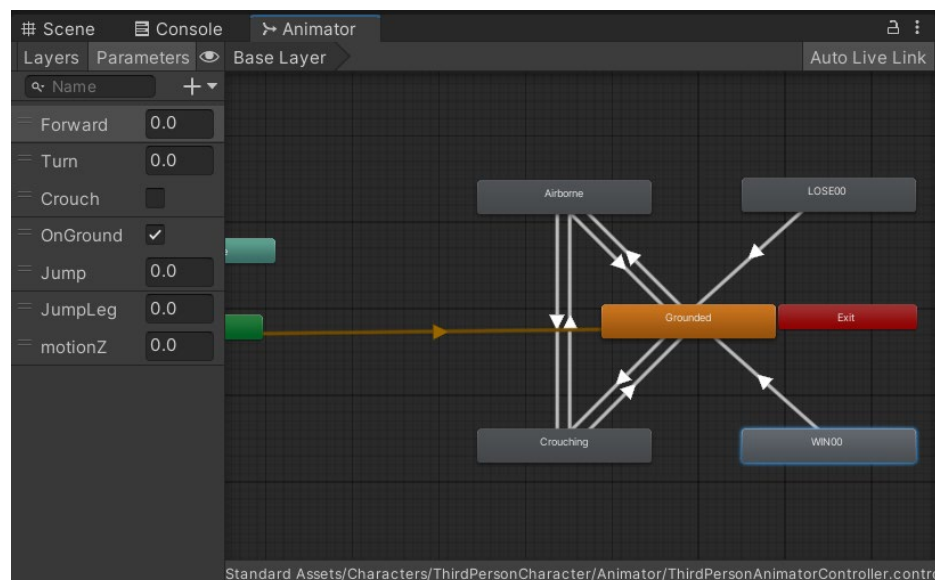 Scene Console Animator
Layers Parameters Base Layer Auto Live Link
Name
Forward 0.0
Turn 0.0
Crouch
OnGround
Jump 0.0
JumpLeg 0.0
motionZ 0.0
Airborne
LOSE00
Grounded
Exit
Crouching
WIN00
Standard Assets/Characters/ThirdPersonCharacter/Animator/ThirdPersonAnimatorController.contr